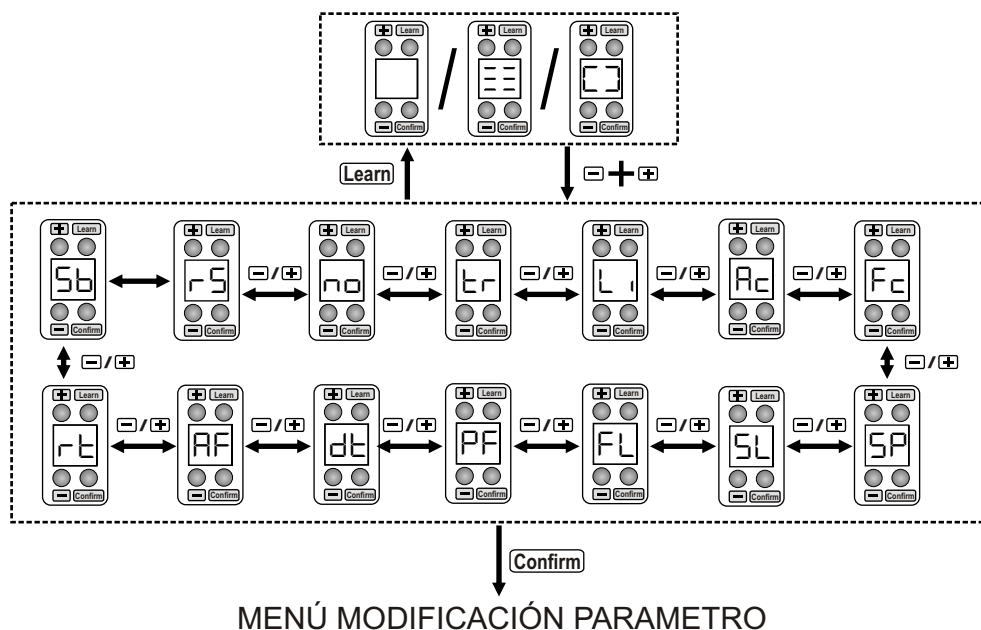 + Learn / + Learn / + Learn
[ ]
- Confirm - Confirm - Confirm
Learn - + +
+ Learn + Learn + Learn + Learn + Learn + Learn + Learn
Sb rS -/+ no -/+ tr -/+ Li -/+ Ac -/+ Fc
- Confirm - Confirm - Confirm - Confirm - Confirm - Confirm - Confirm
-/+ -/+
+ Learn + Learn + Learn + Learn + Learn + Learn + Learn
rt -/+ AF -/+ dt -/+ PF -/+ FL -/+ SL -/+ SP
- Confirm - Confirm - Confirm - Confirm - Confirm - Confirm - Confirm
Confirm
MENÚ MODIFICACIÓN PARAMETRO